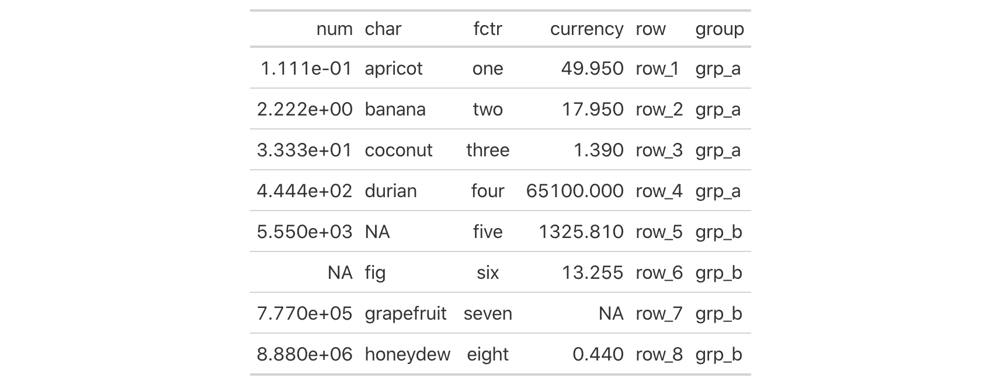 num char fctr currency row group
1.111e-01 apricot one 49.950 row_1 grp_a
2.222e+00 banana two 17.950 row_2 grp_a
3.333e+01 coconut three 1.390 row_3 grp_a
4.444e+02 durian four 65100.000 row_4 grp_a
5.550e+03 NA five 1325.810 row_5 grp_b
NA fig six 13.255 row_6 grp_b
7.770e+05 grapefruit seven NA row_7 grp_b
8.880e+06 honeydew eight 0.440 row_8 grp_b